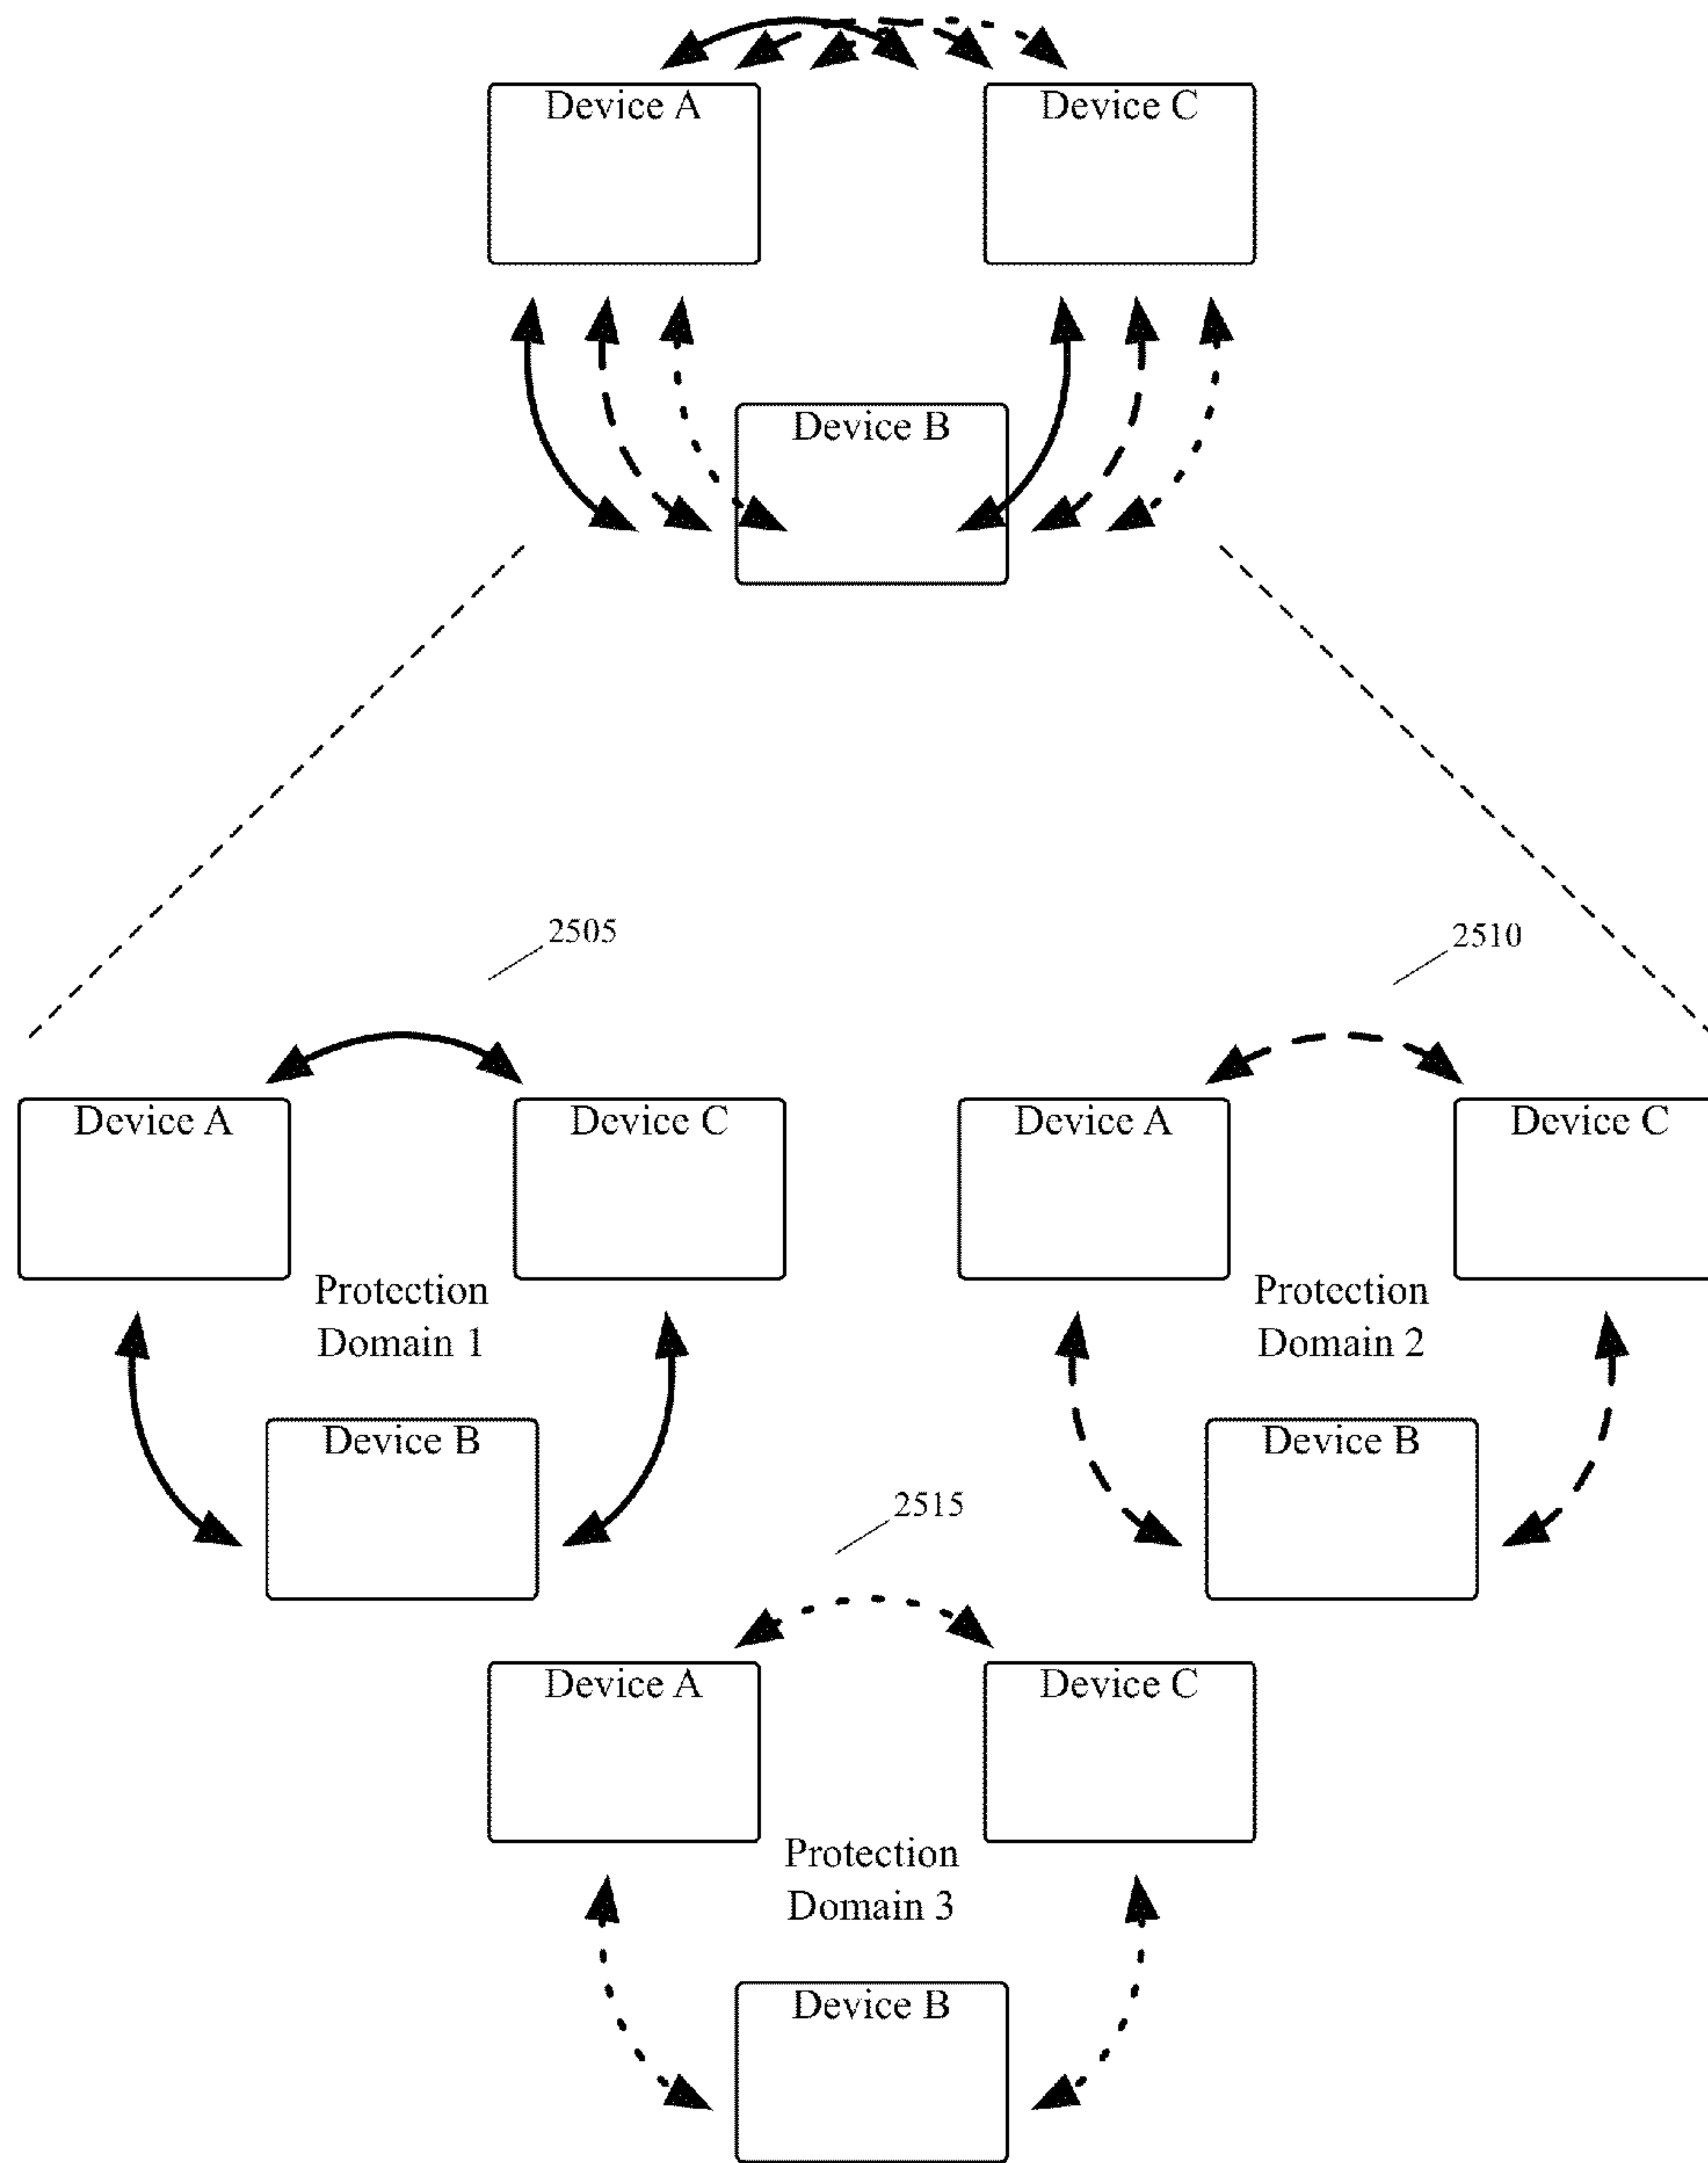 Device A
Device C
Device B
2505
2510
Device A
Device C
Device A
Device C
Protection
Domain 1
Protection
Domain 2
Device B
Device B
2515
Device A
Device C
Protection
Domain 3
Device B